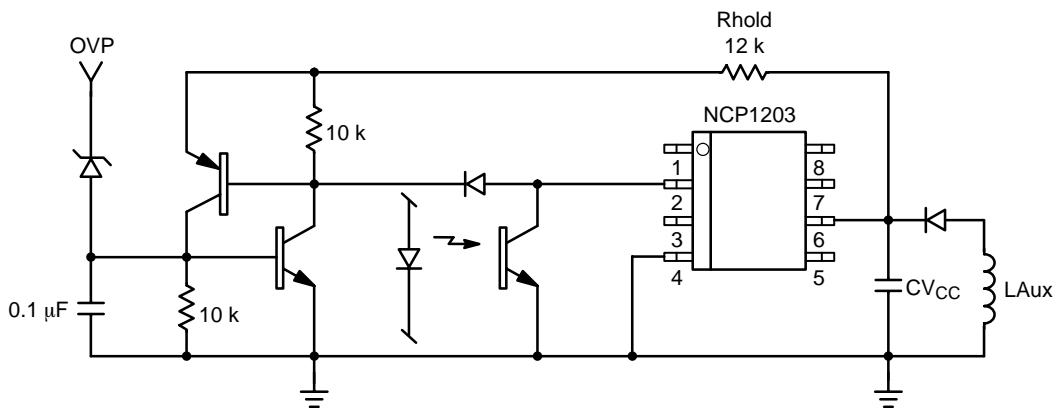 Rhold
12 k
OVP
NCP1203
10 k
1
8
2
7
3
6
4
5
0.1 μF
10 k
CVCC
LAux